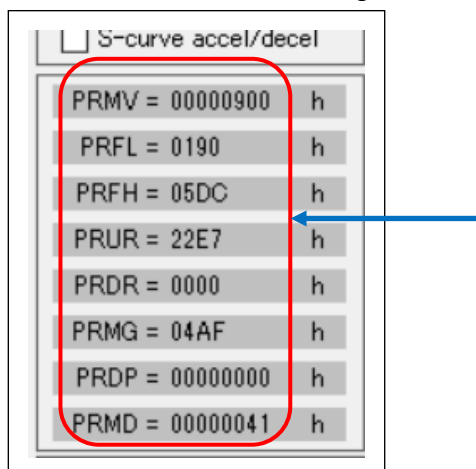 S-curve accel/decel
PRMV = 00000900 h
PRFL = 0190 h
PRFH = 05DC h
PRUR = 22E7 h
PRDR = 0000 h
PRMG = 04AF h
PRDP = 00000000 h
PRMD = 00000041 h